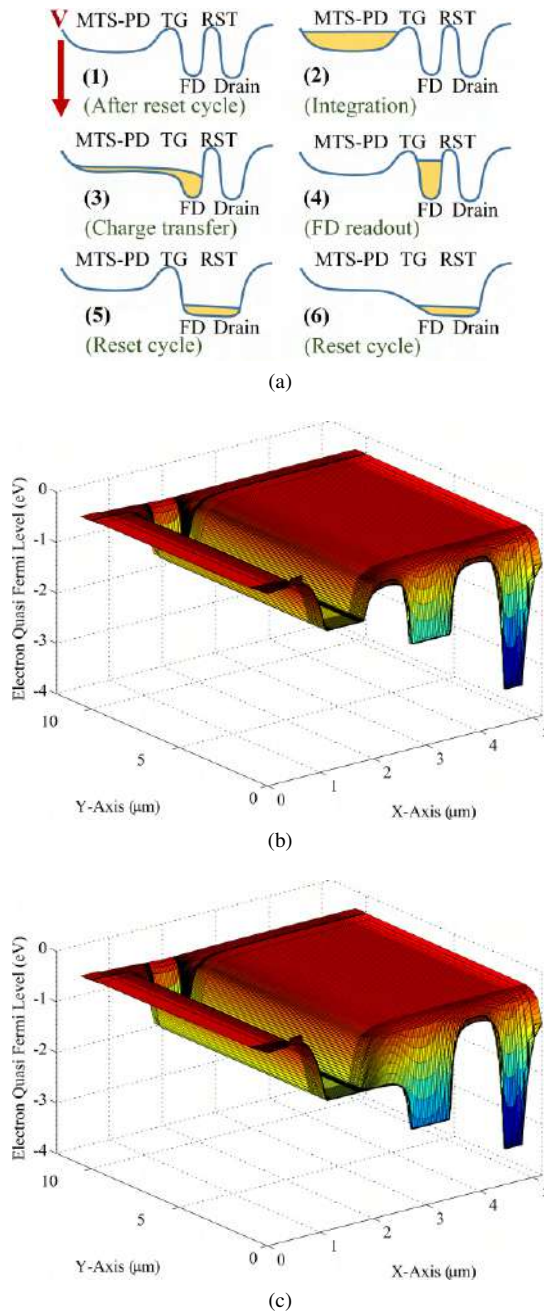 V MTS-PD TG RST MTS-PD TG RST
(1) FD Drain (2) FD Drain
(After reset cycle) (Integration)
MTS-PD TG RST MTS-PD TG RST
(3) FD Drain (4) FD Drain
(Charge transfer) (FD readout)
MTS-PD TG RST MTS-PD TG RST
(5) FD Drain (6) FD Drain
(Reset cycle) (Reset cycle)
(a)
Electron Quasi Fermi Level (eV)
0
-1
-2
-3
-4
10
5
0
0 1 2 3 4 5
Y-Axis (μm) X-Axis (μm)
(b)
Electron Quasi Fermi Level (eV)
0
-1
-2
-3
-4
10
5
0
0 1 2 3 4 5
Y-Axis (μm) X-Axis (μm)
(c)